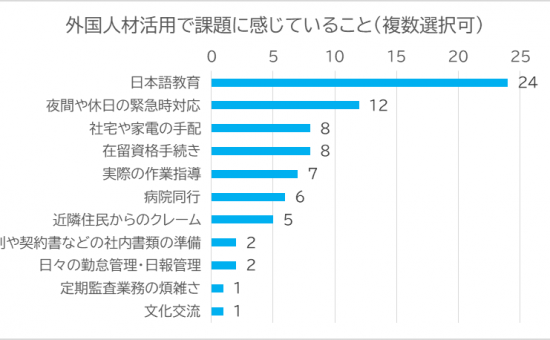 外国人材活用で課題に感じていること(複数選択可)
0 5 10 15 20 25
日本語教育 24
夜間や休日の緊急時対応 12
社宅や家電の手配 8
在留資格手続き 8
実際の作業指導 7
病院同行 6
近隣住民からのクレーム 5
や契約書などの社内書類の準備 2
日々の勤怠管理・日報管理 2
定期監査業務の煩雑さ 1
文化交流 1